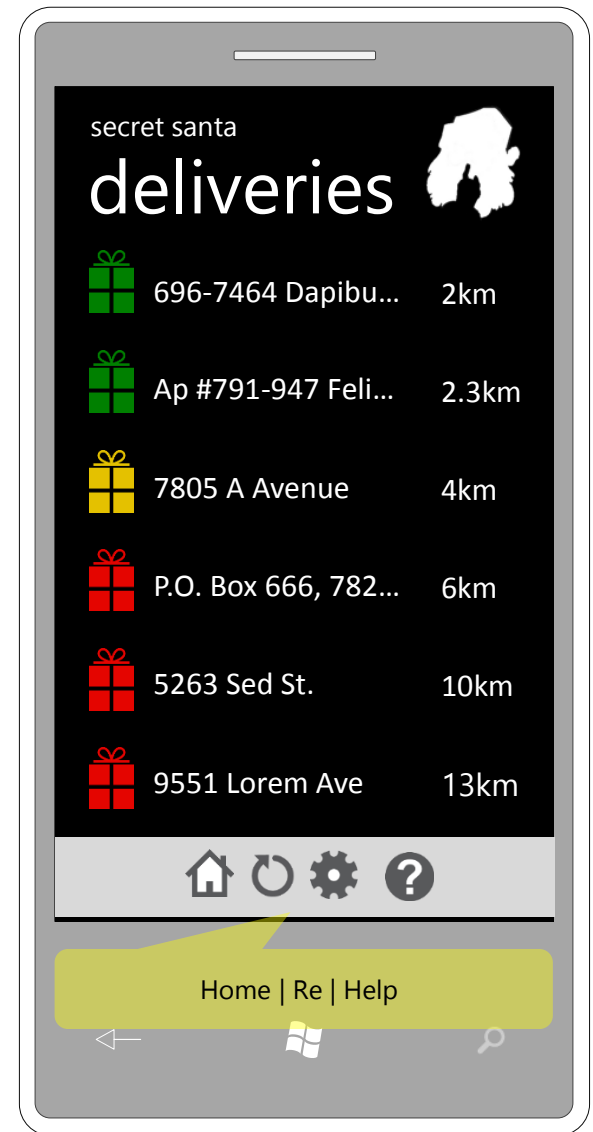 secret santa
deliveries
696-7464 Dapibu... 2km
Ap #791-947 Feli... 2.3km
7805 A Avenue 4km
P.O. Box 666, 782... 6km
5263 Sed St. 10km
9551 Lorem Ave 13km
?
Home | Re | Help